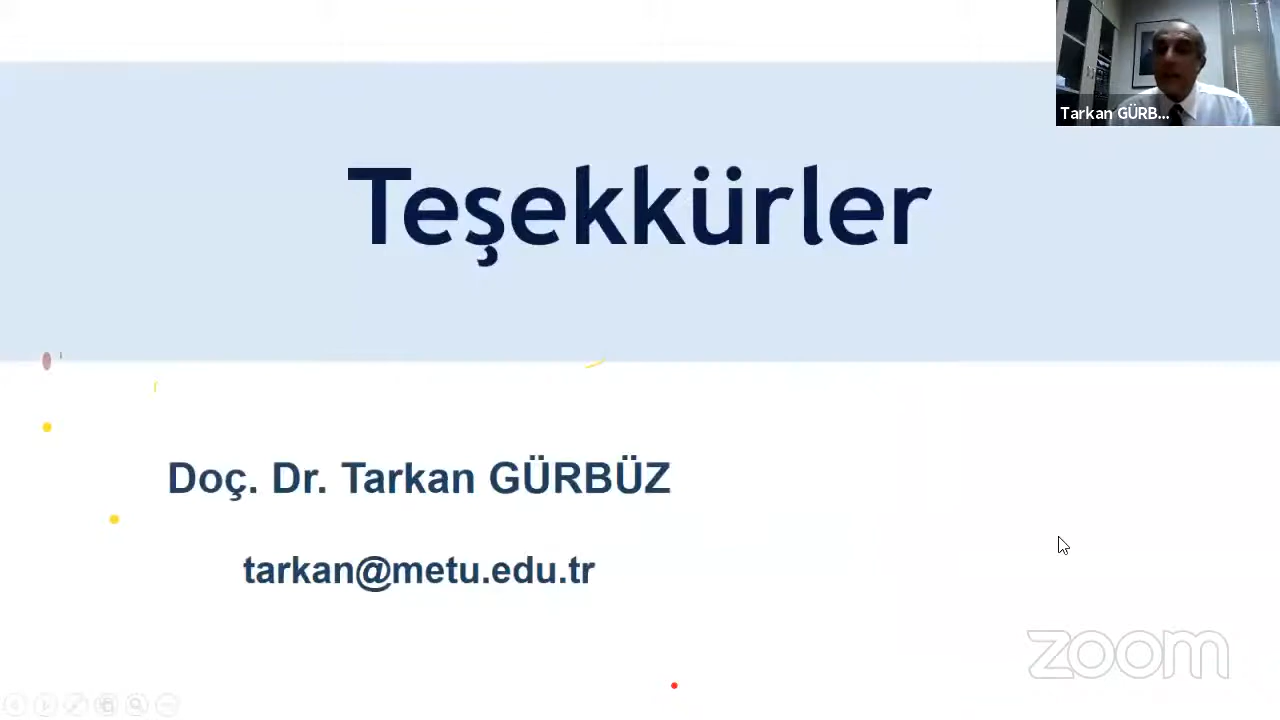 Tarkan GÜRB...
Teşekkürler
Doç. Dr. Tarkan GÜRBÜZ
tarkan@metu.edu.tr
zoom